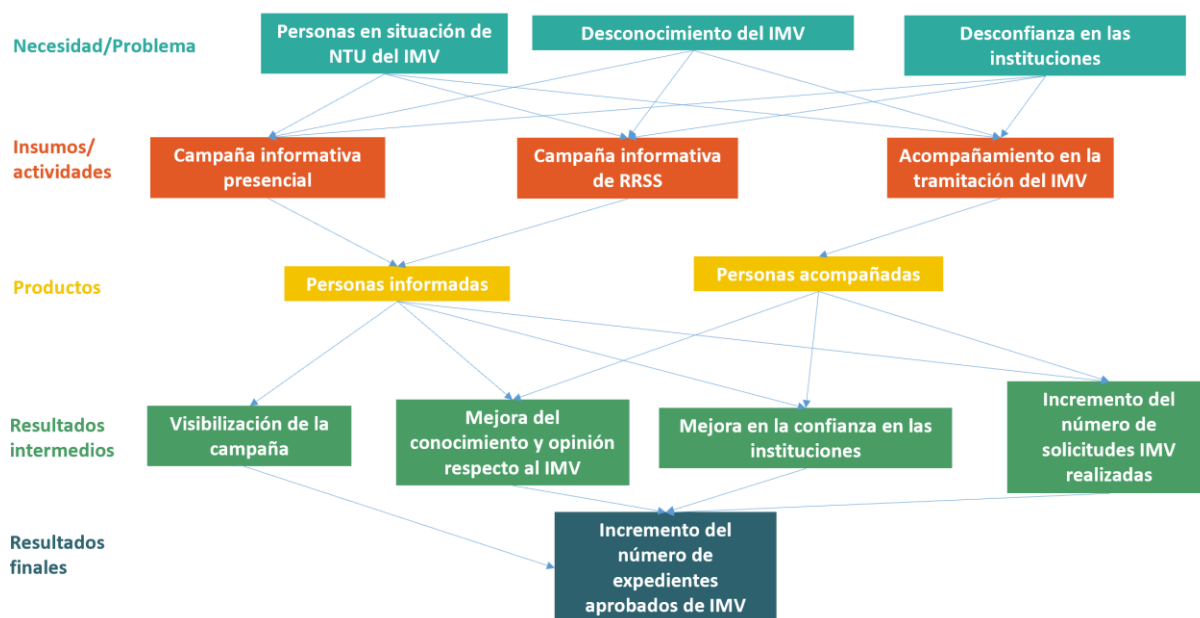 Necesidad/Problema
Personas en situación de
NTU del IMV
Desconocimiento del IMV
Desconfianza en las
instituciones
Insumos/
actividades
Campaña informativa
presencial
Campaña informativa
de RRSS
Acompañamiento en la
tramitación del IMV
Productos
Personas informadas
Personas acompañadas
Resultados
intermedios
Visibilización de la
campaña
Mejora del
conocimiento y opinión
respecto al IMV
Mejora en la confianza en las
instituciones
Incremento del
número de
solicitudes IMV
realizadas
Resultados
finales
Incremento del
número de
expedientes
aprobados de IMV